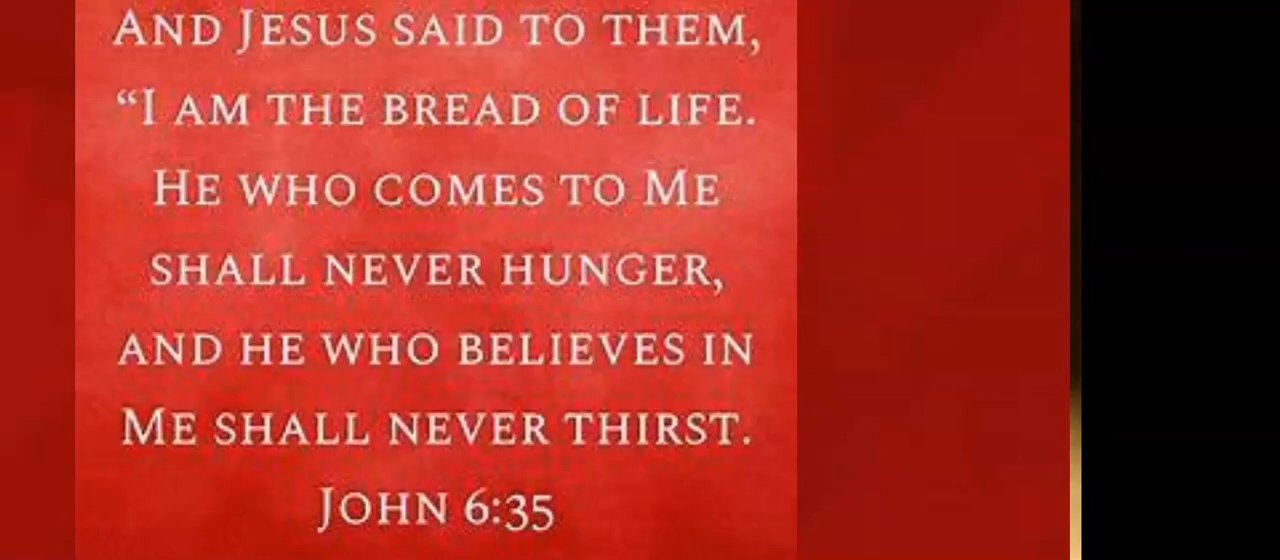 And Jesus said to them,
“I am the bread of life.
He who comes to Me
shall never hunger,
and he who believes in
Me shall never thirst.
John 6:35